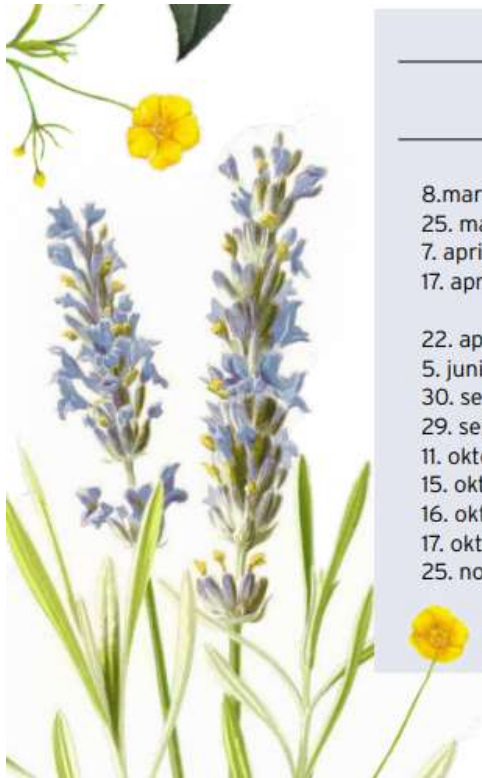 8.mar
25. ma
7. apri
17. apr
22. ap
5. juni
30. se
29. se
11. okto
15. okt
16. okt
17. okt
25. no